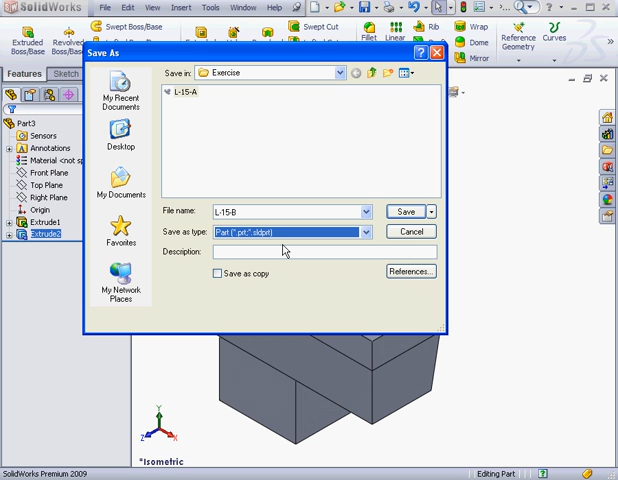 SolidWorks File Edit View Insert Tools Window Help
Extruded Boss/Base
Revolved Boss/Base
Swept Boss/Base
Swept Cut
Fillet
Linear
Rib
Dome
Wrap
Mirror
Reference Geometry
Curves
Features Sketch
Save As
Save in: Exercise
L-15-A
My Recent Documents
Desktop
My Documents
Favorites
My Network Places
File name: L-15-B Save
Save as type: Part (*.prt;*.sldprt) Cancel
Description:
Save as copy References...
Part3
Sensors
Annotations
Material <not sp
Front Plane
Top Plane
Right Plane
Origin
Extrude1
Extrude2
Y
Z X
*Isometric
SolidWorks Premium 2009 Editing Part